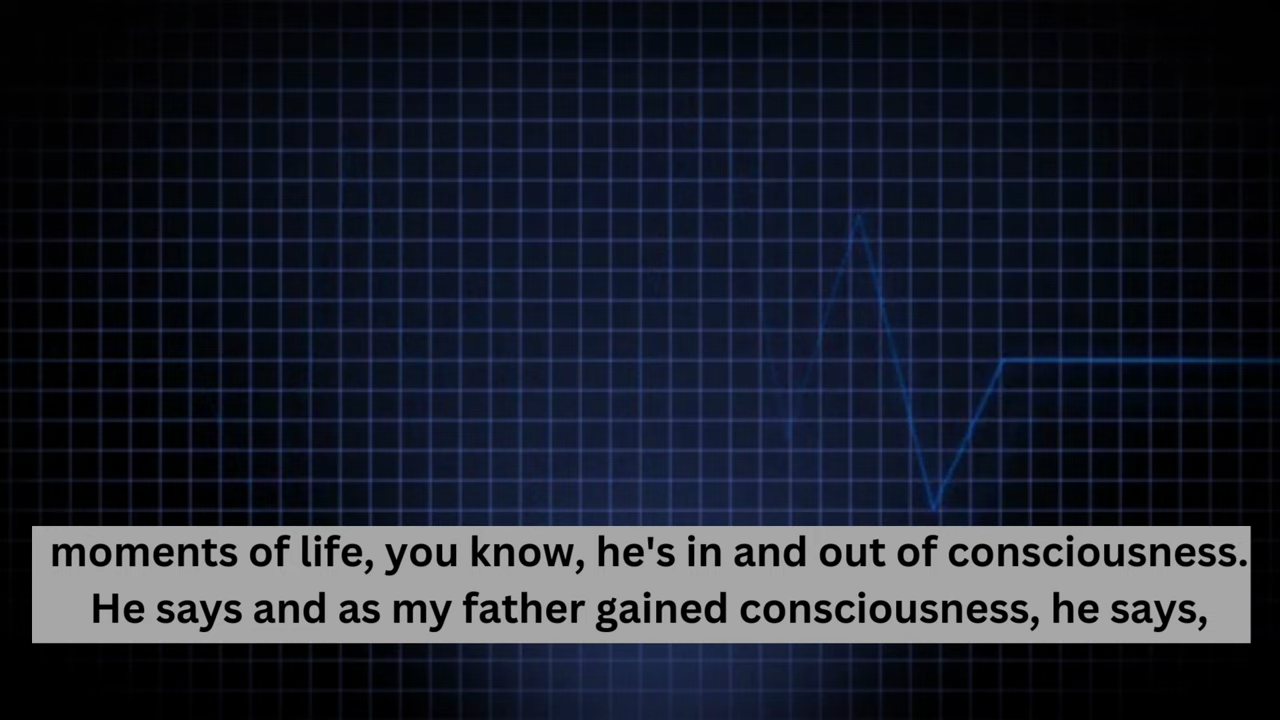 moments of life, you know, he's in and out of consciousness.
He says and as my father gained consciousness, he says,